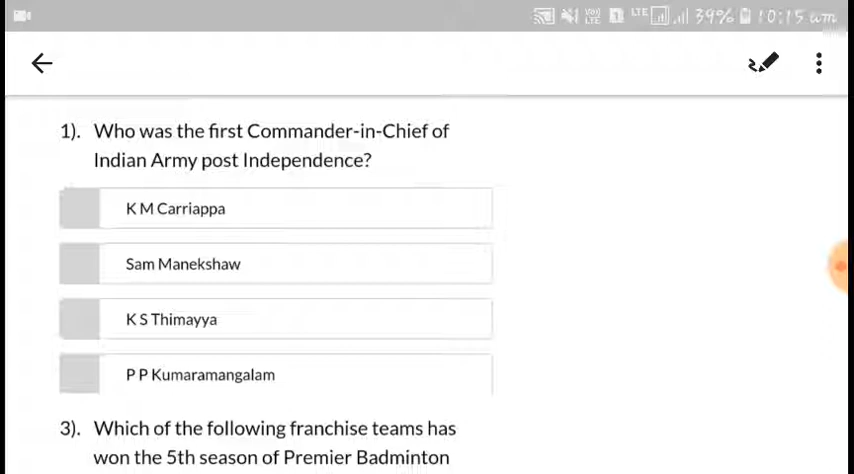 LTE 39% 10:15 am
1). Who was the first Commander-in-Chief of
Indian Army post Independence?
K M Carriappa
Sam Manekshaw
K S Thimayya
P P Kumaramangalam
3). Which of the following franchise teams has
won the 5th season of Premier Badminton